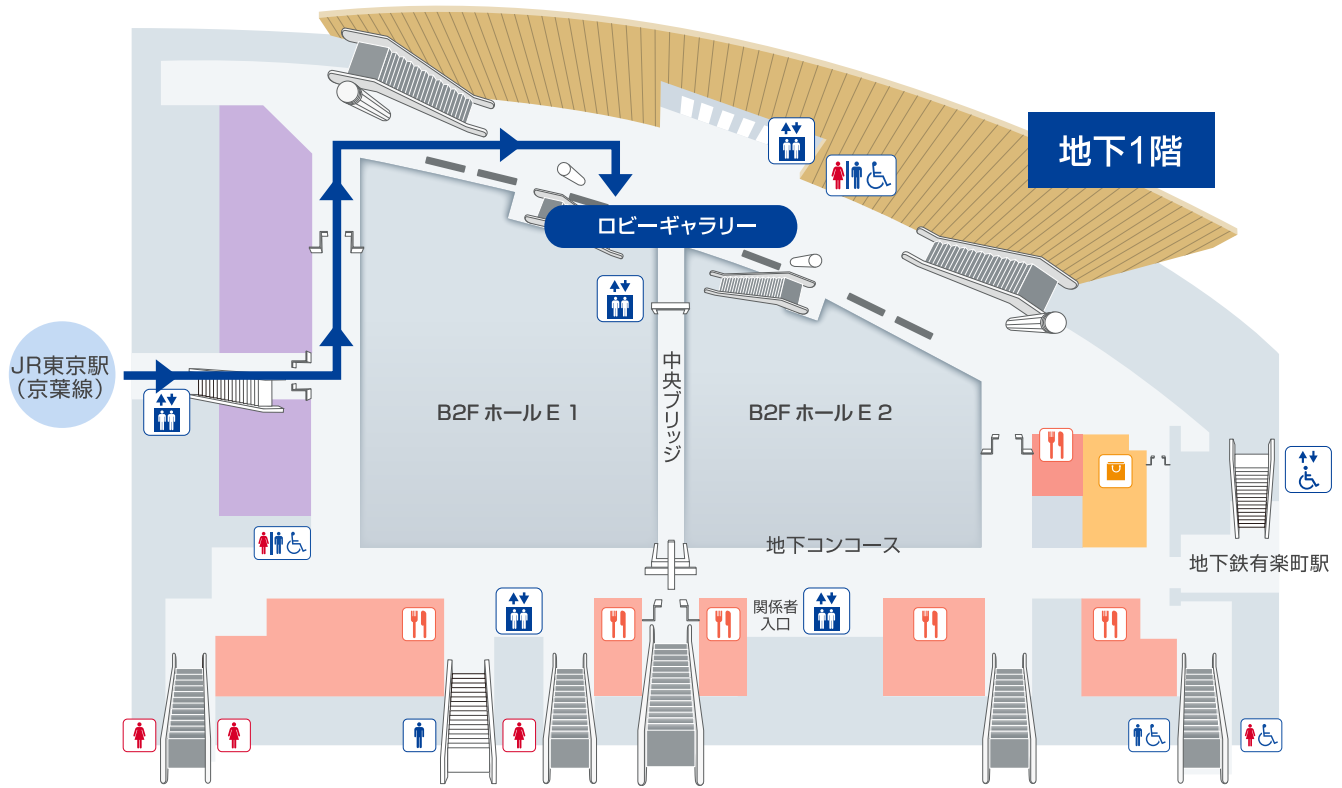 地下1階
ロビーギャラリー
JR東京駅
（京葉線）
中央ブリッジ
B2F ホール E 1
B2F ホール E 2
地下コンコース
地下鉄有楽町駅
関係者
入口